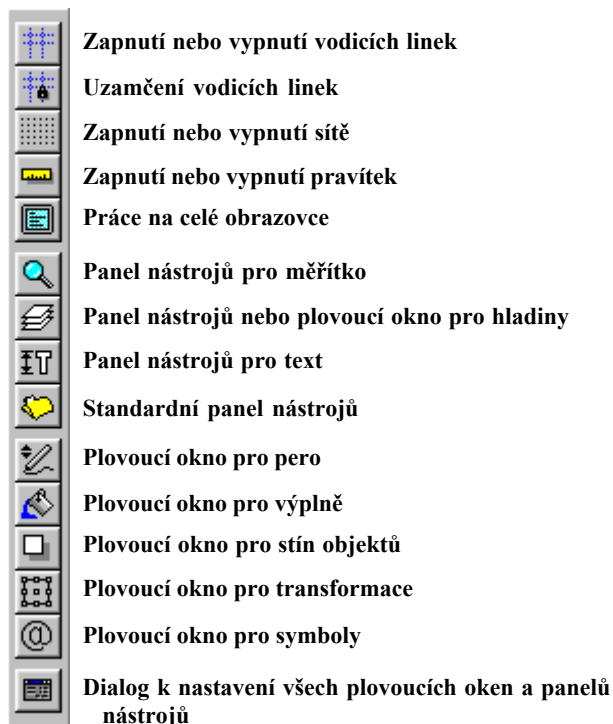 Zapnutí nebo vypnutí vodicích linek
Uzamčení vodicích linek
Zapnutí nebo vypnutí sítě
Zapnutí nebo vypnutí pravítek
Práce na celé obrazovce
Panel nástrojů pro měřítko
Panel nástrojů nebo plovoucí okno pro hladiny
Panel nástrojů pro text
Standardní panel nástrojů
Plovoucí okno pro pero
Plovoucí okno pro výplně
Plovoucí okno pro stín objektů
Plovoucí okno pro transformace
Plovoucí okno pro symboly
Dialog k nastavení všech plovoucích oken a panelů
nástrojů